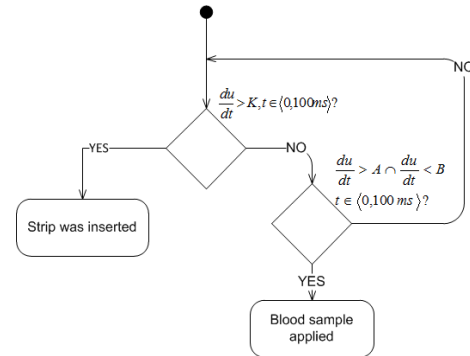 NO
du/dt > K, t ∈ ⟨0,100ms⟩?
YES
NO
du/dt > A ∩ du/dt < B
t ∈ ⟨0,100 ms⟩?
Strip was inserted
YES
Blood sample
applied